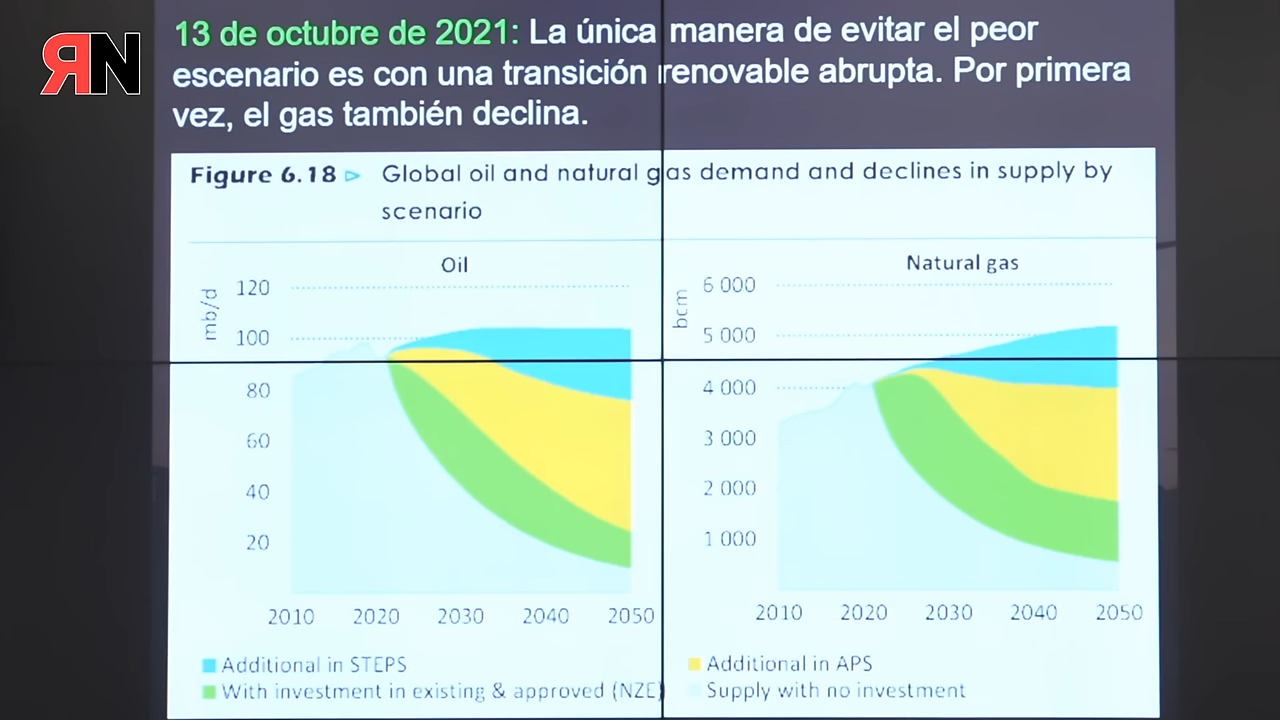 RN
13 de octubre de 2021: La única manera de evitar el peor
escenario es con una transición renovable abrupta. Por primera
vez, el gas también declina.
Figure 6.18 ▷ Global oil and natural gas demand and declines in supply by
scenario
Oil
mb/d
120
100
80
60
40
20
2010 2020 2030 2040 2050
Natural gas
bcm
6 000
5 000
4 000
3 000
2 000
1 000
2010 2020 2030 2040 2050
Additional in STEPS
Additional in APS
With investment in existing & approved (NZE)
Supply with no investment